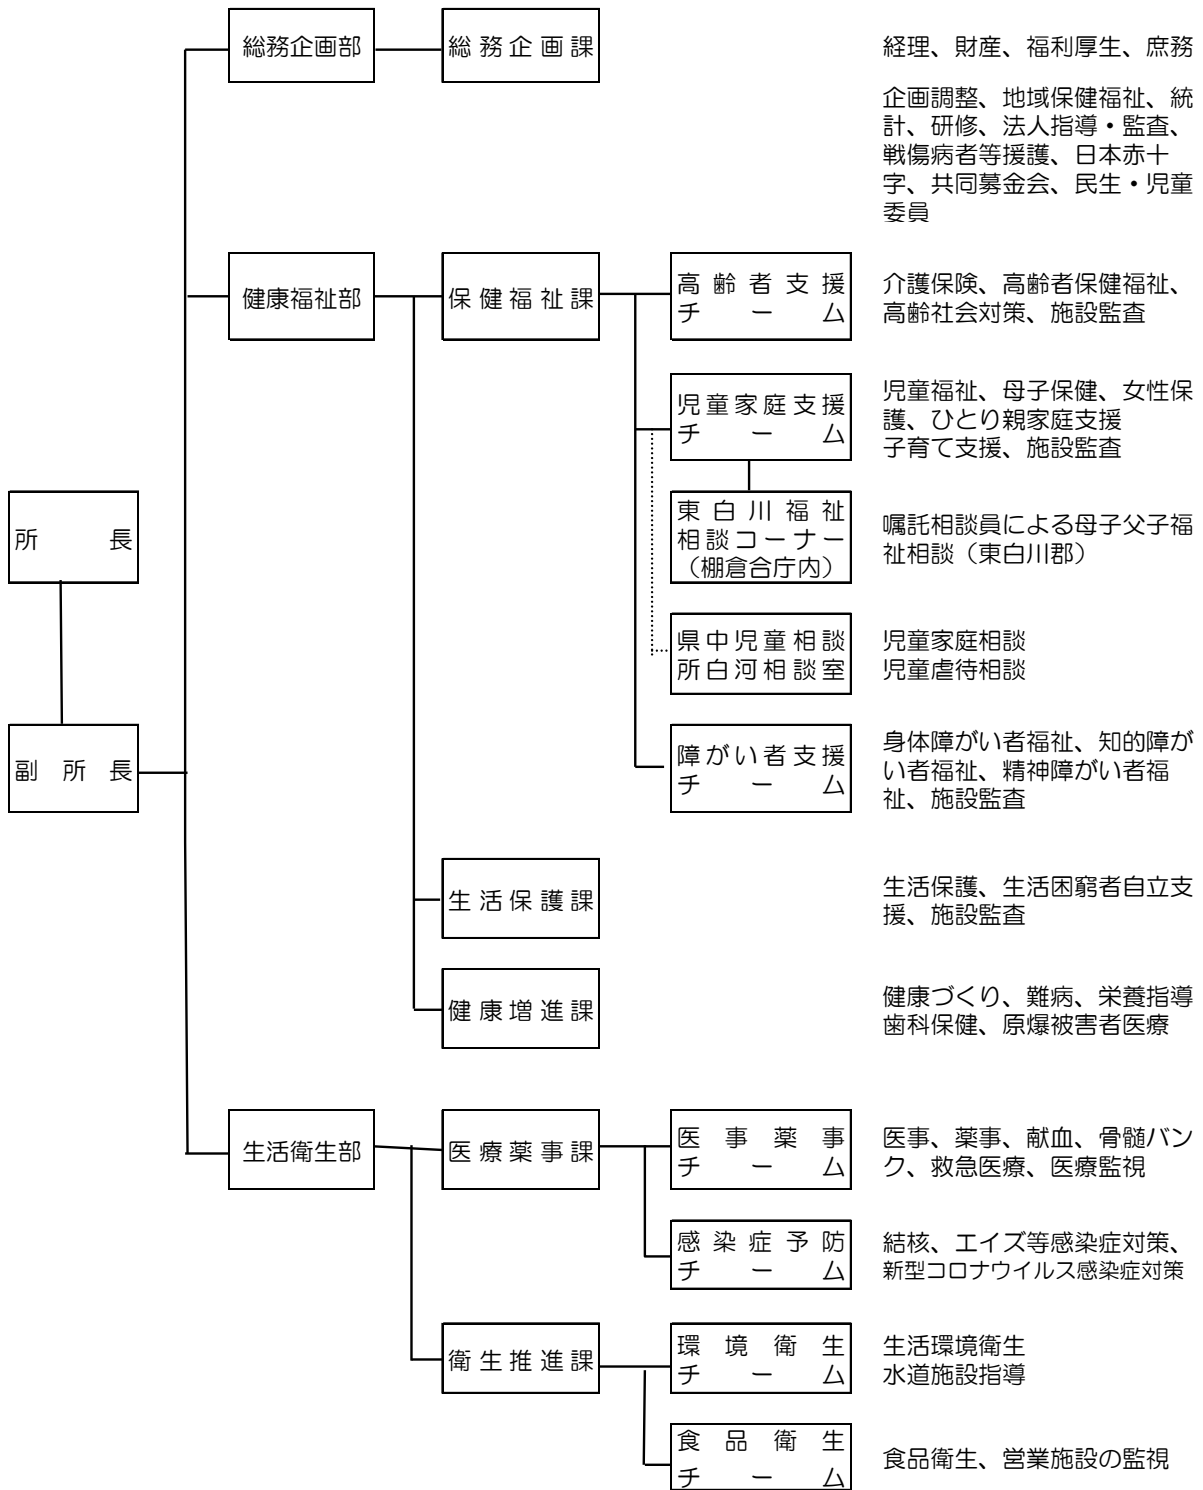 総務企画部
総務企画課
経理、財産、福利厚生、庶務
企画調整、地域保健福祉、統
計、研修、法人指導・監査、
戦傷病者等援護、日本赤十
字、共同募金会、民生・児童
委員
健康福祉部
保健福祉課
高齢者支援
チーム
介護保険、高齢者保健福祉、
高齢社会対策、施設監査
児童家庭支援
チーム
児童福祉、母子保健、女性保
護、ひとり親家庭支援
子育て支援、施設監査
所長
東白川福祉
相談コーナー
（棚倉合庁内）
嘱託相談員による母子父子福
祉相談（東白川郡）
県中児童相談
所白河相談室
児童家庭相談
児童虐待相談
副所長
障がい者支援
チーム
身体障がい者福祉、知的障が
い者福祉、精神障がい者福
祉、施設監査
生活保護課
生活保護、生活困窮者自立支
援、施設監査
健康増進課
健康づくり、難病、栄養指導
歯科保健、原爆被害者医療
生活衛生部
医療薬事課
医事薬事
チーム
医事、薬事、献血、骨髄バン
ク、救急医療、医療監視
感染症予防
チーム
結核、エイズ等感染症対策、
新型コロナウイルス感染症対策
衛生推進課
環境衛生
チーム
生活環境衛生
水道施設指導
食品衛生
チーム
食品衛生、営業施設の監視